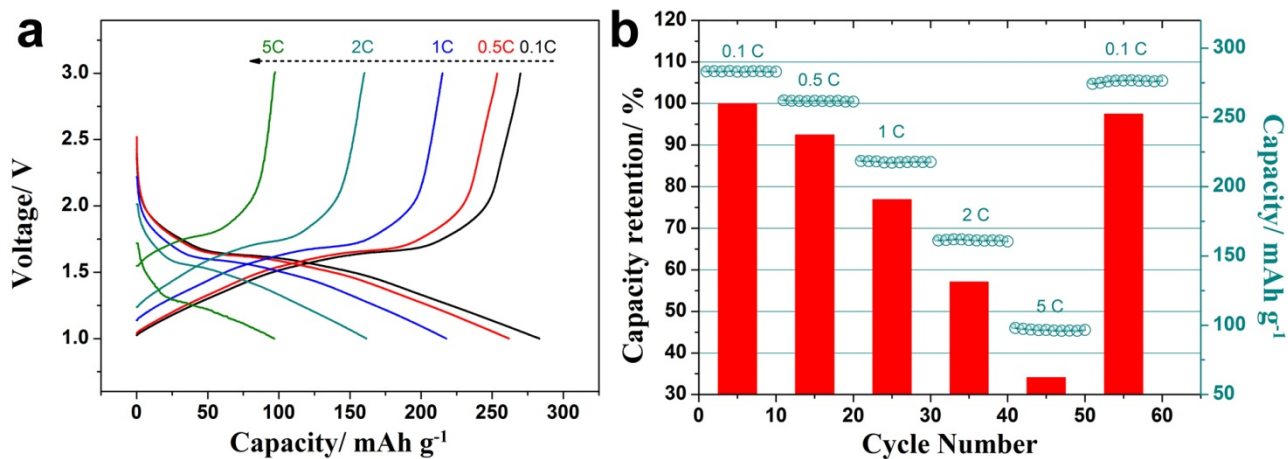 a
5C 2C 1C 0.5C 0.1C
3.0
2.5
2.0
1.5
1.0
Voltage/ V
0 50 100 150 200 250 300
Capacity/ mAh g-1
b
120
110
100
90
80
70
60
50
40
30
Capacity retention/ %
0.1 C
0.5 C
1 C
2 C
5 C
0.1 C
300
250
200
150
100
50
Capacity/ mAh g-1
0 10 20 30 40 50 60
Cycle Number